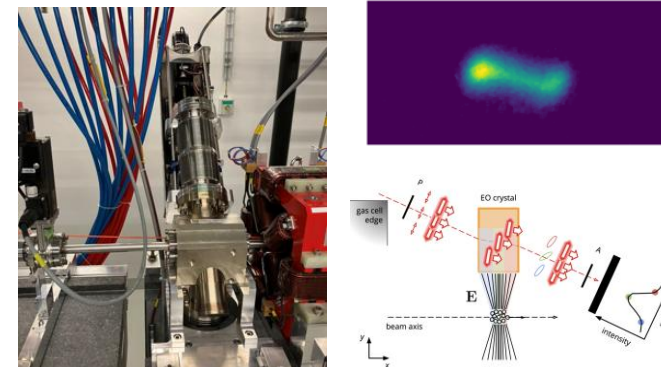 P
EO crystal
gas cell
edge
A
E
beam axis
intensity
y
x